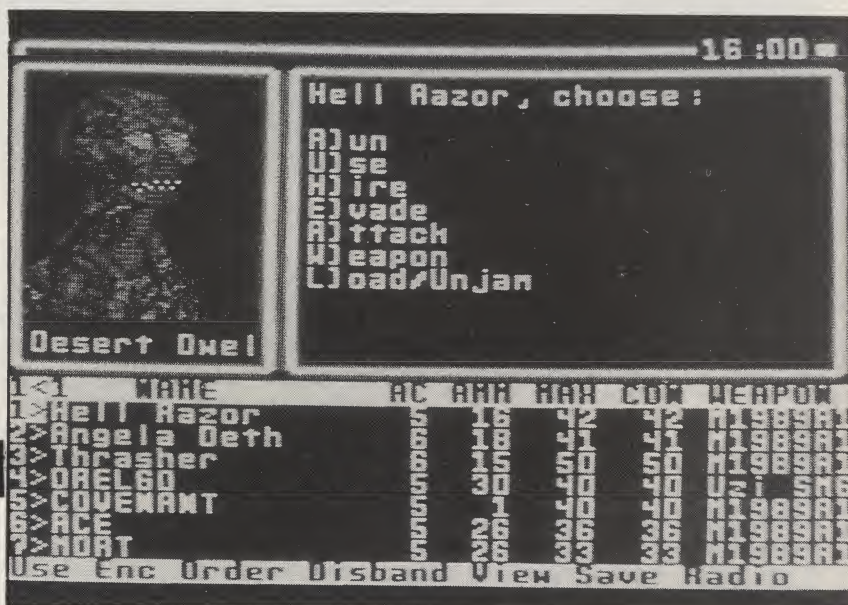 16:00
Hell Razor, choose:
R)un
U)se
H)ire
E)vade
A)ttack
W)eapon
L)oad/Unjam
Desert Dwel
1<1 NAME AC AMM MAX CON WEAPON
1>Hell Razor 5 16 42 42 M1989A1
2>Angela Deth 6 18 41 41 M1989A1
3>Thrasher 6 15 50 50 M1989A1
4> 5 30 40 40 Uzi SMG
5>COVENANT 5 1 40 40 M1989A1
6>ACE 5 26 36 36 M1989A1
7>MORT 5 26 33 33 M1989A1
Use Enc Order Disband View Save Radio